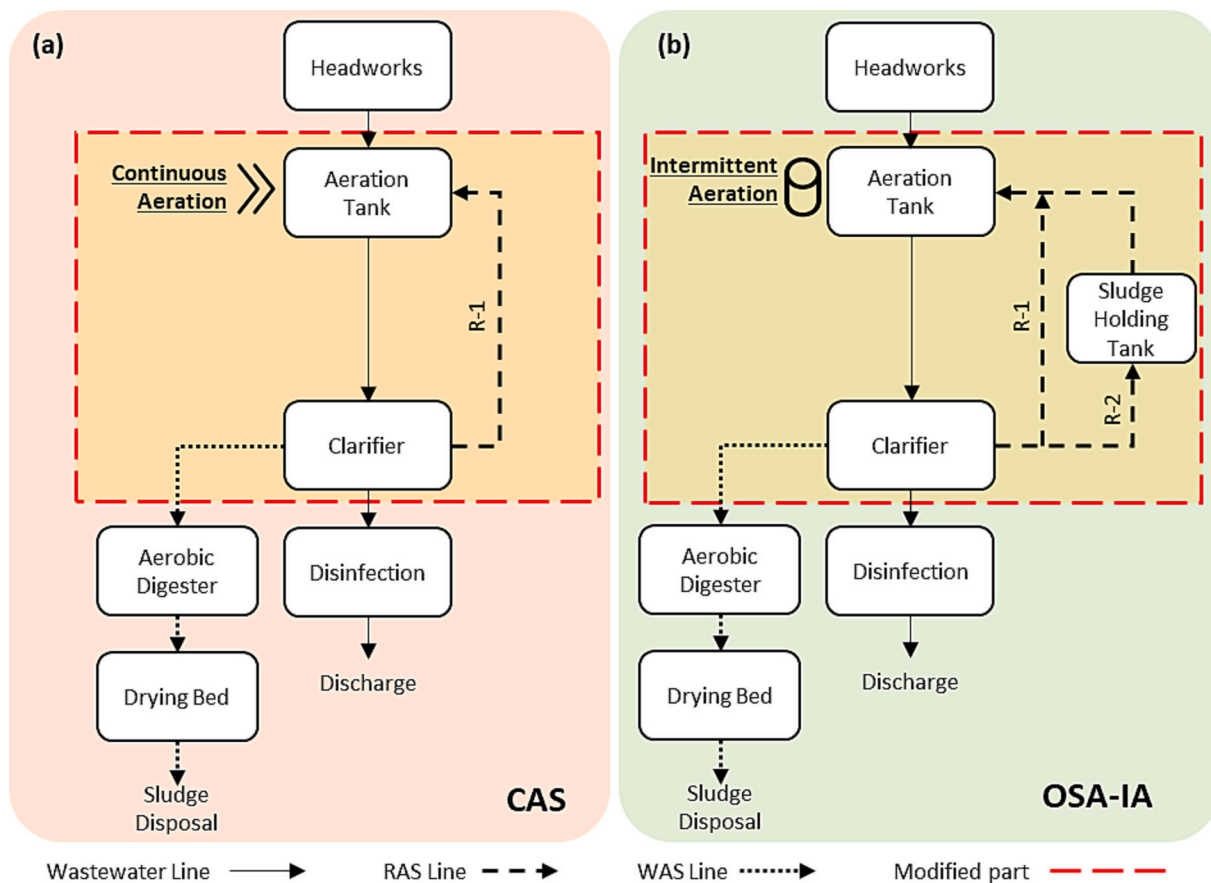 (a)
Headworks
Continuous
Aeration
Aeration
Tank
R-1
Clarifier
Aerobic
Digester
Disinfection
Drying Bed
Discharge
Sludge
Disposal
CAS
(b)
Headworks
Intermittent
Aeration
Aeration
Tank
R-1
Sludge
Holding
Tank
R-2
Clarifier
Aerobic
Digester
Disinfection
Drying Bed
Discharge
Sludge
Disposal
OSA-IA
Wastewater Line
RAS Line
WAS Line
Modified part